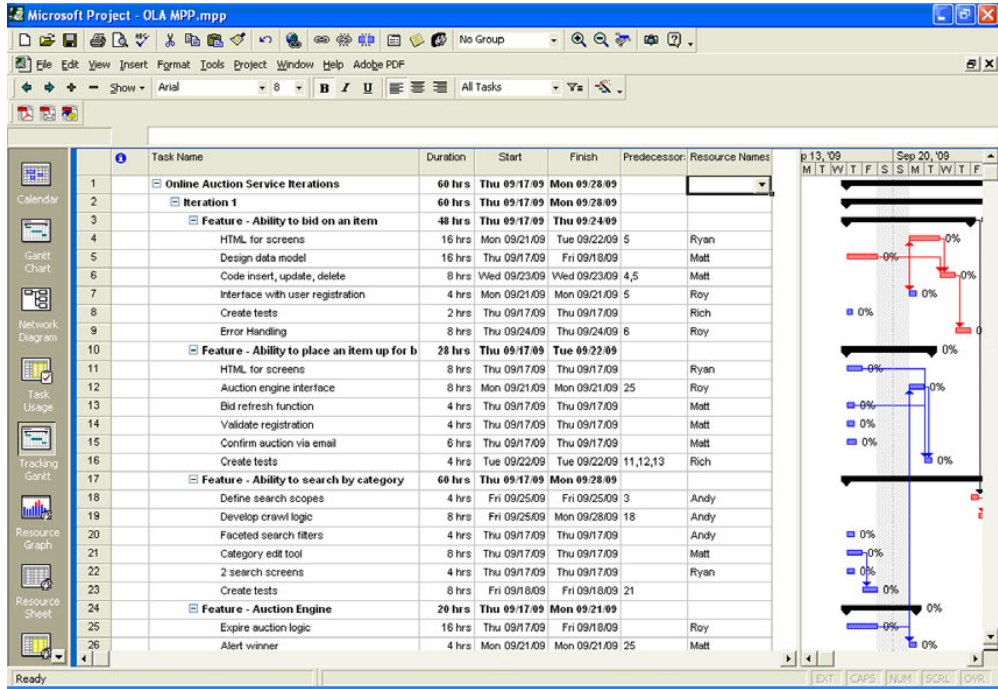 Microsoft Project - OLA MPP.mpp
No Group
File Edit View Insert Format Tools Project Window Help Adobe PDF
Show Arial 8 B I U All Tasks
Task Name Duration Start Finish Predecessor: Resource Names
p 13, '09 Sep 20, '09
M T W T F S S M T W T F
1 Online Auction Service Iterations 60 hrs Thu 09/17/09 Mon 09/28/09
2 Iteration 1 60 hrs Thu 09/17/09 Mon 09/28/09
3 Feature - Ability to bid on an item 48 hrs Thu 09/17/09 Thu 09/24/09
4 HTML for screens 16 hrs Mon 09/21/09 Tue 09/22/09 5 Ryan 0%
5 Design data model 16 hrs Thu 09/17/09 Fri 09/18/09 Matt 0%
6 Code insert, update, delete 8 hrs Wed 09/23/09 Wed 09/23/09 4,5 Matt 0%
7 Interface with user registration 4 hrs Mon 09/21/09 Mon 09/21/09 5 Roy 0%
8 Create tests 2 hrs Thu 09/17/09 Thu 09/17/09 Rich 0%
9 Error Handling 8 hrs Thu 09/24/09 Thu 09/24/09 6 Roy 0
10 Feature - Ability to place an item up for b 28 hrs Thu 09/17/09 Tue 09/22/09 0%
11 HTML for screens 8 hrs Thu 09/17/09 Thu 09/17/09 Ryan 0%
12 Auction engine interface 8 hrs Mon 09/21/09 Mon 09/21/09 25 Roy 0%
13 Bid refresh function 4 hrs Thu 09/17/09 Thu 09/17/09 Matt 0%
14 Validate registration 4 hrs Thu 09/17/09 Thu 09/17/09 Matt 0%
15 Confirm auction via email 6 hrs Thu 09/17/09 Thu 09/17/09 Matt 0%
16 Create tests 4 hrs Tue 09/22/09 Tue 09/22/09 11,12,13 Rich 0%
17 Feature - Ability to search by category 60 hrs Thu 09/17/09 Mon 09/28/09
18 Define search scopes 4 hrs Fri 09/25/09 Fri 09/25/09 3 Andy
19 Develop crawl logic 8 hrs Fri 09/25/09 Mon 09/28/09 18 Andy
20 Faceted search filters 4 hrs Thu 09/17/09 Thu 09/17/09 Andy 0%
21 Category edit tool 8 hrs Thu 09/17/09 Thu 09/17/09 Matt 0%
22 2 search screens 4 hrs Thu 09/17/09 Thu 09/17/09 Ryan 0%
23 Create tests 8 hrs Fri 09/18/09 Fri 09/18/09 21 0%
24 Feature - Auction Engine 20 hrs Thu 09/17/09 Mon 09/21/09 0%
25 Expire auction logic 16 hrs Thu 09/17/09 Fri 09/18/09 Roy 0%
26 Alert winner 4 hrs Mon 09/21/09 Mon 09/21/09 25 Matt 0%
Calendar
Gantt
Chart
Network
Diagram
Task
Usage
Tracking
Gantt
Resource
Graph
Resource
Sheet
Ready
EXT CAPS NUM SCRL OVR